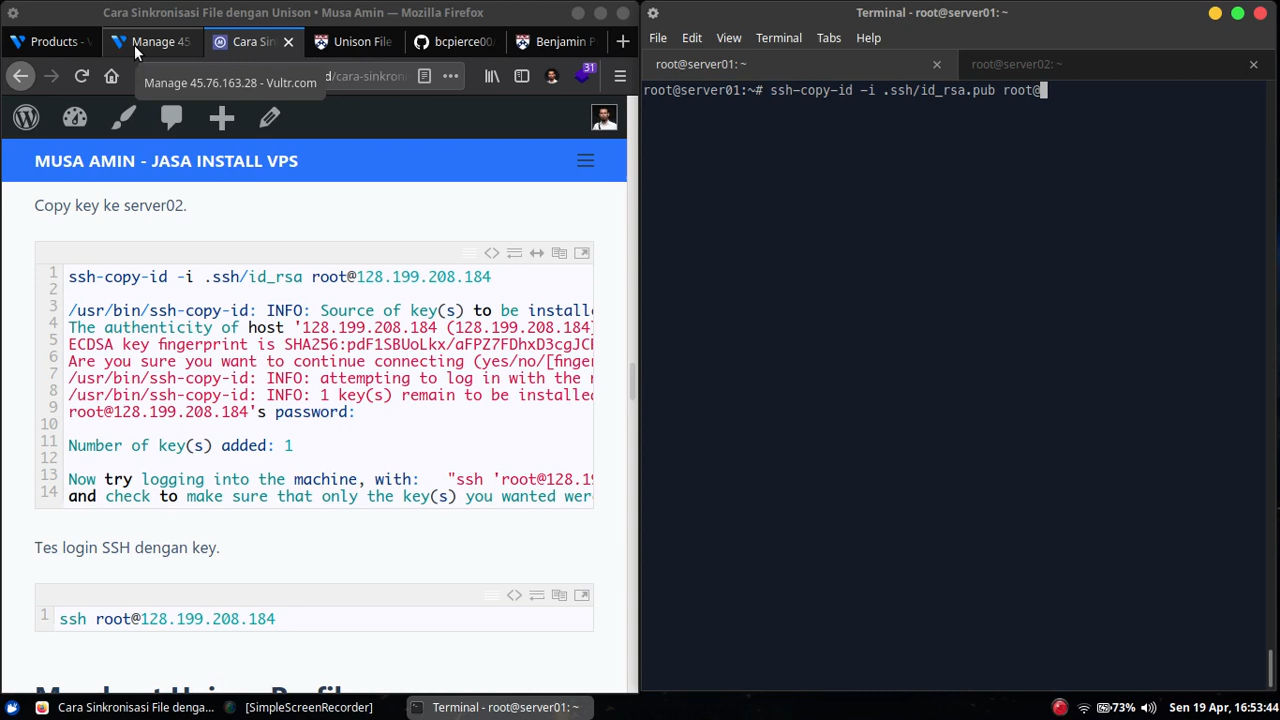 Cara Sinkronisasi File dengan Unison • Musa Amin — Mozilla Firefox
Products - V
Manage 45
Cara Sin
Unison File
bcpierce00
Benjamin P
d/cara-sinkron
31
Manage 45.76.163.28 - Vultr.com
MUSA AMIN - JASA INSTALL VPS
Copy key ke server02.
1 ssh-copy-id -i .ssh/id_rsa root@128.199.208.184
2
3 /usr/bin/ssh-copy-id: INFO: Source of key(s) to be installe
4 The authenticity of host '128.199.208.184 (128.199.208.184)
5 ECDSA key fingerprint is SHA256:pdF1SBUoLkx/aFPZ7FDhxD3cgJCF
6 Are you sure you want to continue connecting (yes/no/[finger
7 /usr/bin/ssh-copy-id: INFO: attempting to log in with the n
8 /usr/bin/ssh-copy-id: INFO: 1 key(s) remain to be installed
9 root@128.199.208.184's password:
10
11 Number of key(s) added: 1
12
13 Now try logging into the machine, with: "ssh 'root@128.19
14 and check to make sure that only the key(s) you wanted were
Tes login SSH dengan key.
1 ssh root@128.199.208.184
Terminal - root@server01: ~
File Edit View Terminal Tabs Help
root@server01: ~
root@server02: ~
root@server01:~# ssh-copy-id -i .ssh/id_rsa.pub root@
Cara Sinkronisasi File denga...
[SimpleScreenRecorder]
Terminal - root@server01: ~
73%
Sen 19 Apr, 16:53:44